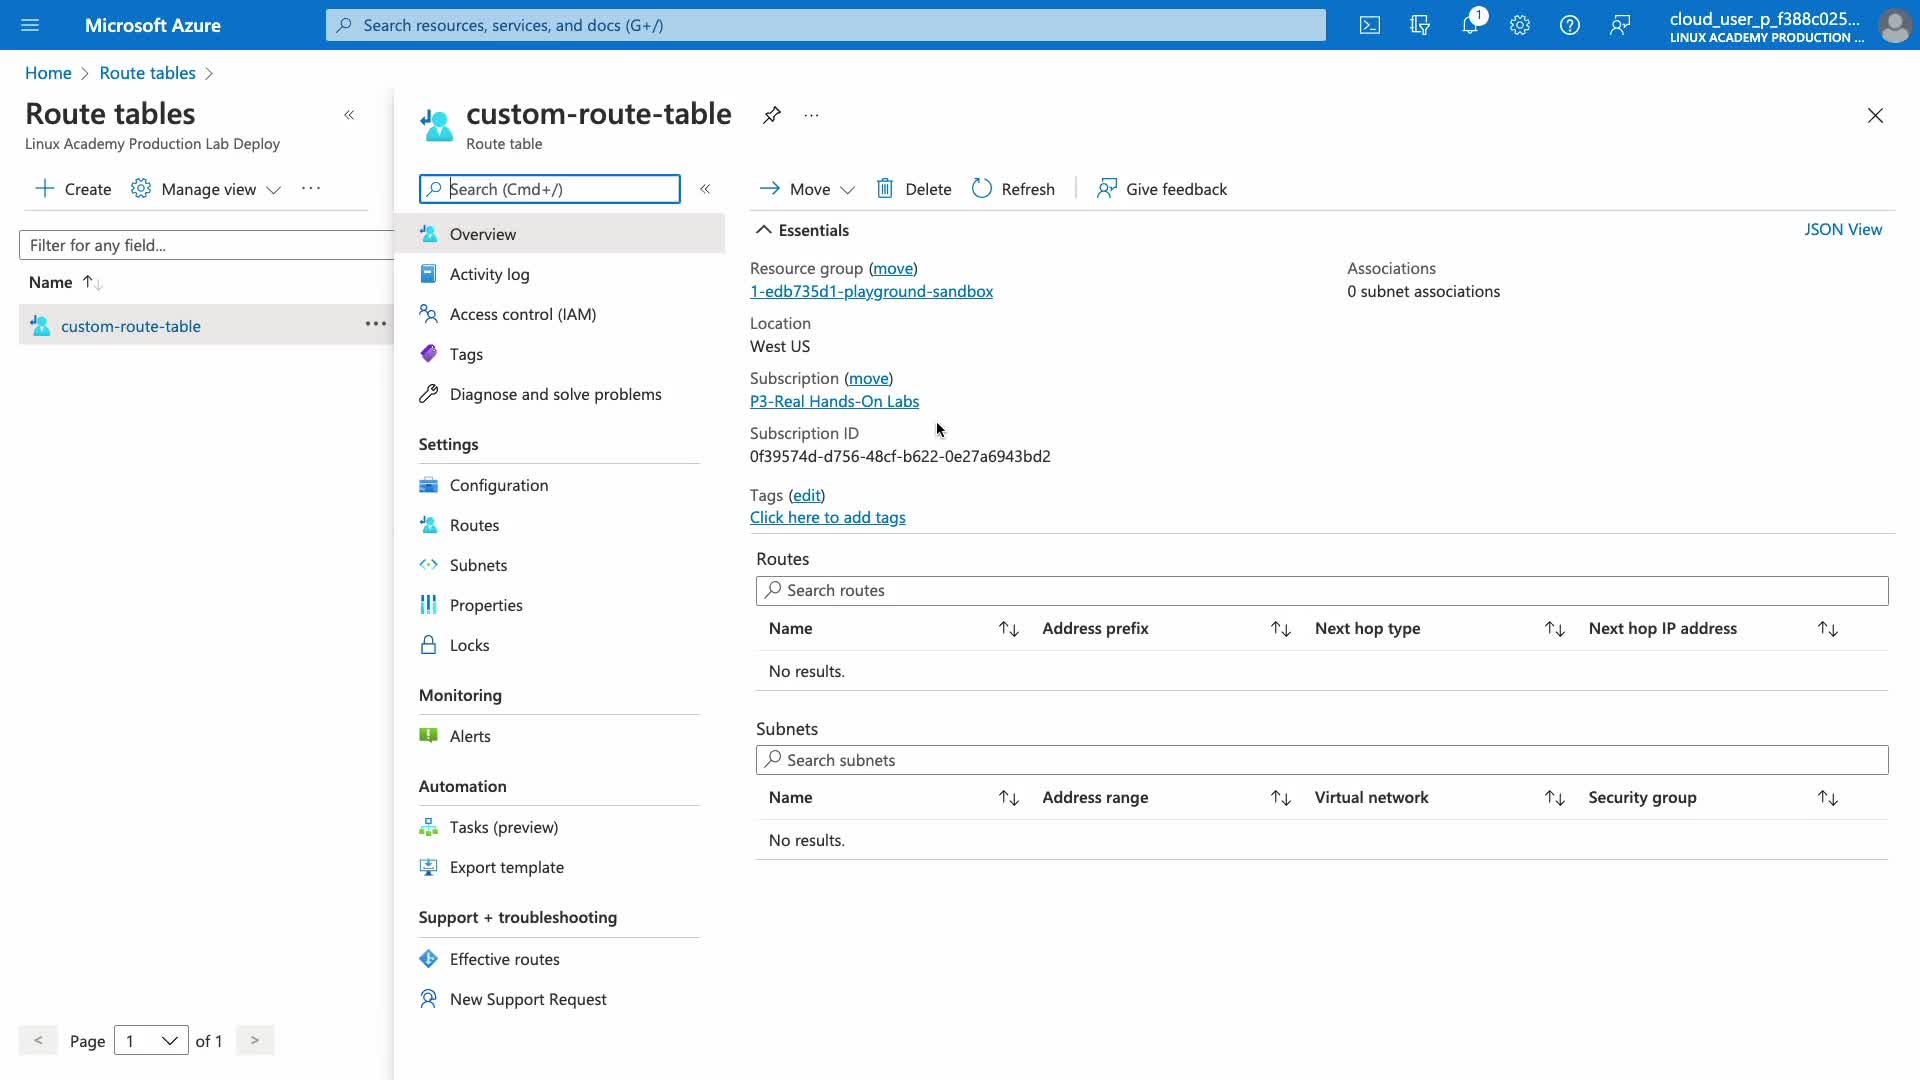 Microsoft Azure
Search resources, services, and docs (G+/)
1
cloud_user_p_f388c025...
LINUX ACADEMY PRODUCTION ...
Home
Route tables
Route tables
Linux Academy Production Lab Deploy
Create
Manage view
Filter for any field...
Name
custom-route-table
Page 1 of 1
custom-route-table
Route table
Search (Cmd+/)
Overview
Activity log
Access control (IAM)
Tags
Diagnose and solve problems
Settings
Configuration
Routes
Subnets
Properties
Locks
Monitoring
Alerts
Automation
Tasks (preview)
Export template
Support + troubleshooting
Effective routes
New Support Request
Move
Delete
Refresh
Give feedback
Essentials
JSON View
Resource group (move)
1-edb735d1-playground-sandbox
Location
West US
Subscription (move)
P3-Real Hands-On Labs
Subscription ID
0f39574d-d756-48cf-b622-0e27a6943bd2
Tags (edit)
Click here to add tags
Associations
0 subnet associations
Routes
Search routes
Name Address prefix Next hop type Next hop IP address
No results.
Subnets
Search subnets
Name Address range Virtual network Security group
No results.